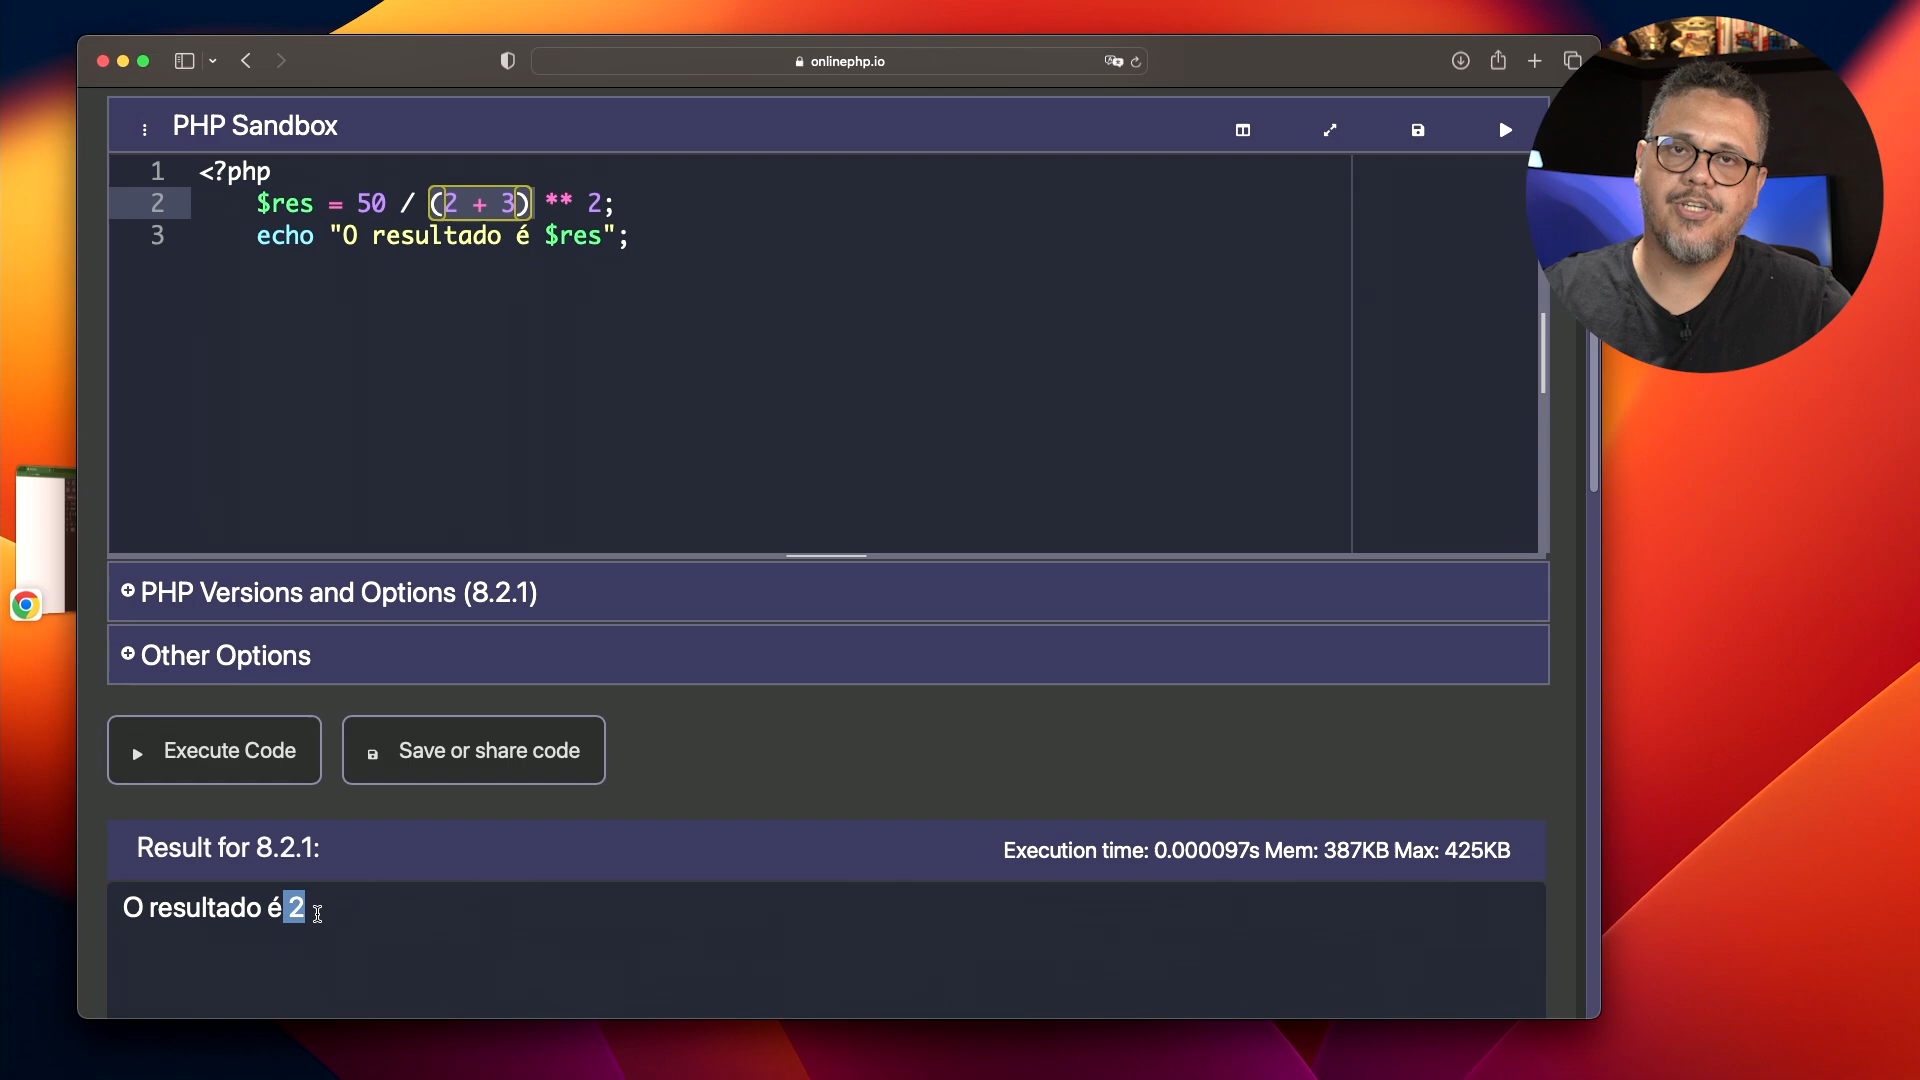 onlinephp.io
PHP Sandbox
1 <?php
2 $res = 50 / (2 + 3) ** 2;
3 echo "O resultado é $res";
PHP Versions and Options (8.2.1)
Other Options
Execute Code
Save or share code
Result for 8.2.1:
Execution time: 0.000097s Mem: 387KB Max: 425KB
O resultado é 2